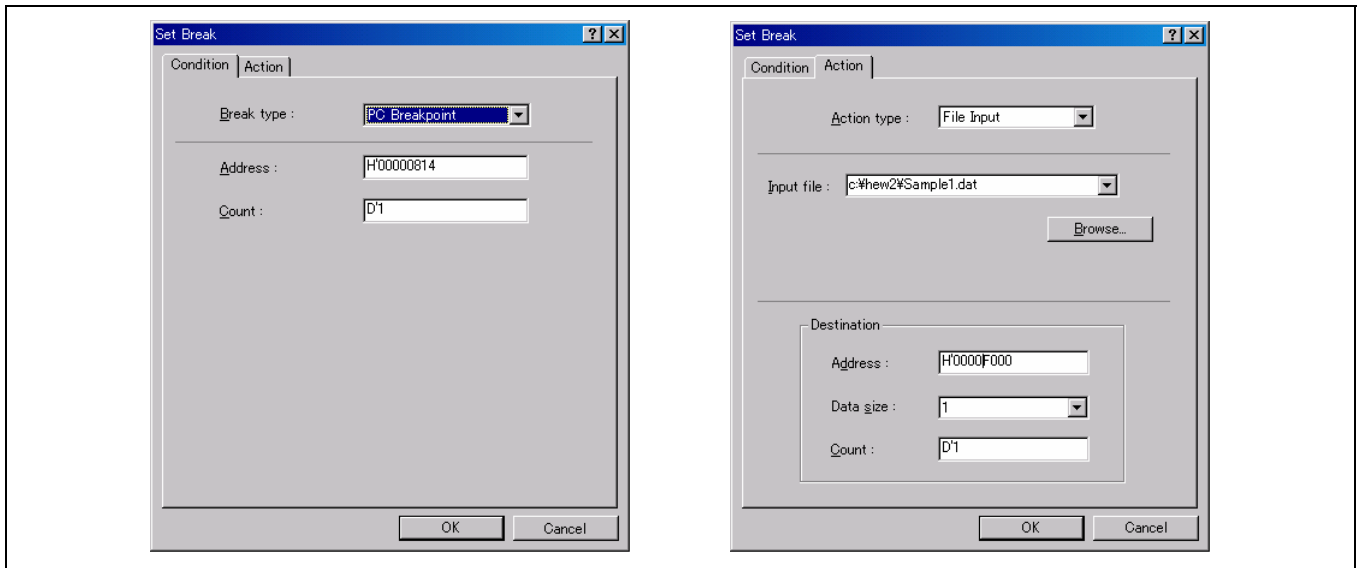 Set Break
Condition Action
Break type : PC Breakpoint
Address : H'00000814
Count : D'1
OK Cancel
Set Break
Condition Action
Action type : File Input
Input file : c:¥hew2¥Sample1.dat
Browse...
Destination
Address : H'0000F000
Data size : 1
Count : D'1
OK Cancel